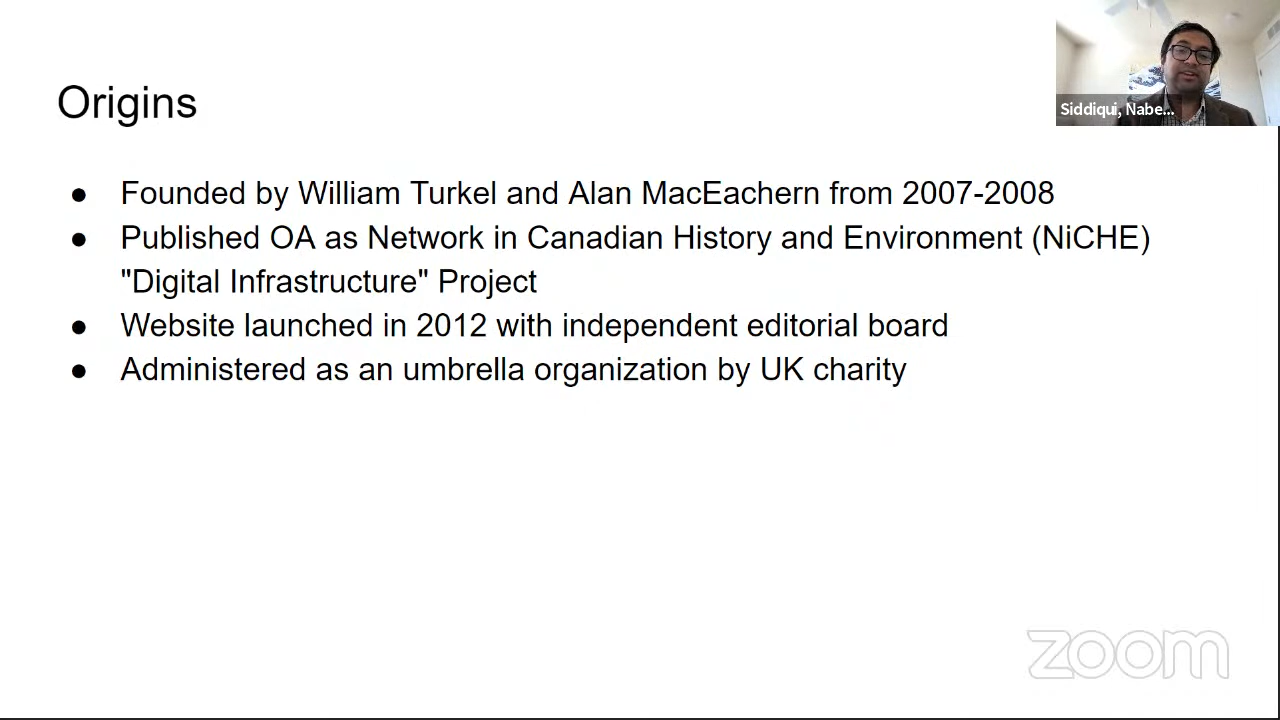 Origins
Siddiqui, Nabe...
● Founded by William Turkel and Alan MacEachern from 2007-2008
● Published OA as Network in Canadian History and Environment (NiCHE)
"Digital Infrastructure" Project
● Website launched in 2012 with independent editorial board
● Administered as an umbrella organization by UK charity
zoom